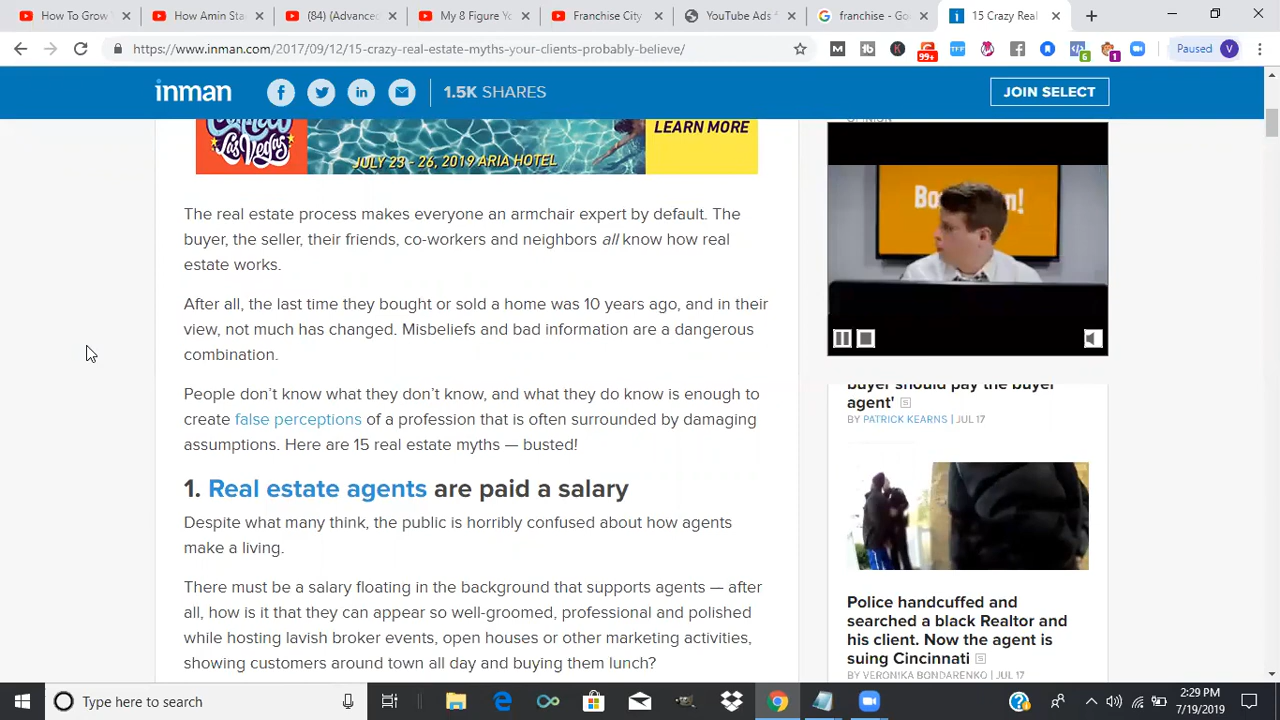 How To Grow
How Amin Sta
(84) (Advance
My 8 Figure Yo
Franchise City
YouTube Ads
franchise - Goo
15 Crazy Real
https://www.inman.com/2017/09/12/15-crazy-real-estate-myths-your-clients-probably-believe/
99+
TFF
6
1
Paused
V
inman
1.5K SHARES
JOIN SELECT
Las Vegas
JULY 23 - 26, 2019 ARIA HOTEL
LEARN MORE
OPINION
The real estate process makes everyone an armchair expert by default. The
buyer, the seller, their friends, co-workers and neighbors all know how real
estate works.
After all, the last time they bought or sold a home was 10 years ago, and in their
view, not much has changed. Misbeliefs and bad information are a dangerous
combination.
People don't know what they don't know, and what they do know is enough to
create false perceptions of a profession that is often surrounded by damaging
assumptions. Here are 15 real estate myths — busted!
1. Real estate agents are paid a salary
Despite what many think, the public is horribly confused about how agents
make a living.
There must be a salary floating in the background that supports agents — after
all, how is it that they can appear so well-groomed, professional and polished
while hosting lavish broker events, open houses or other marketing activities,
showing customers around town all day and buying them lunch?
buyer should pay the buyer
agent'
BY PATRICK KEARNS | JUL 17
Police handcuffed and
searched a black Realtor and
his client. Now the agent is
suing Cincinnati
BY VERONIKA BONDARENKO | JUL 17
Type here to search
2:29 PM
7/19/2019